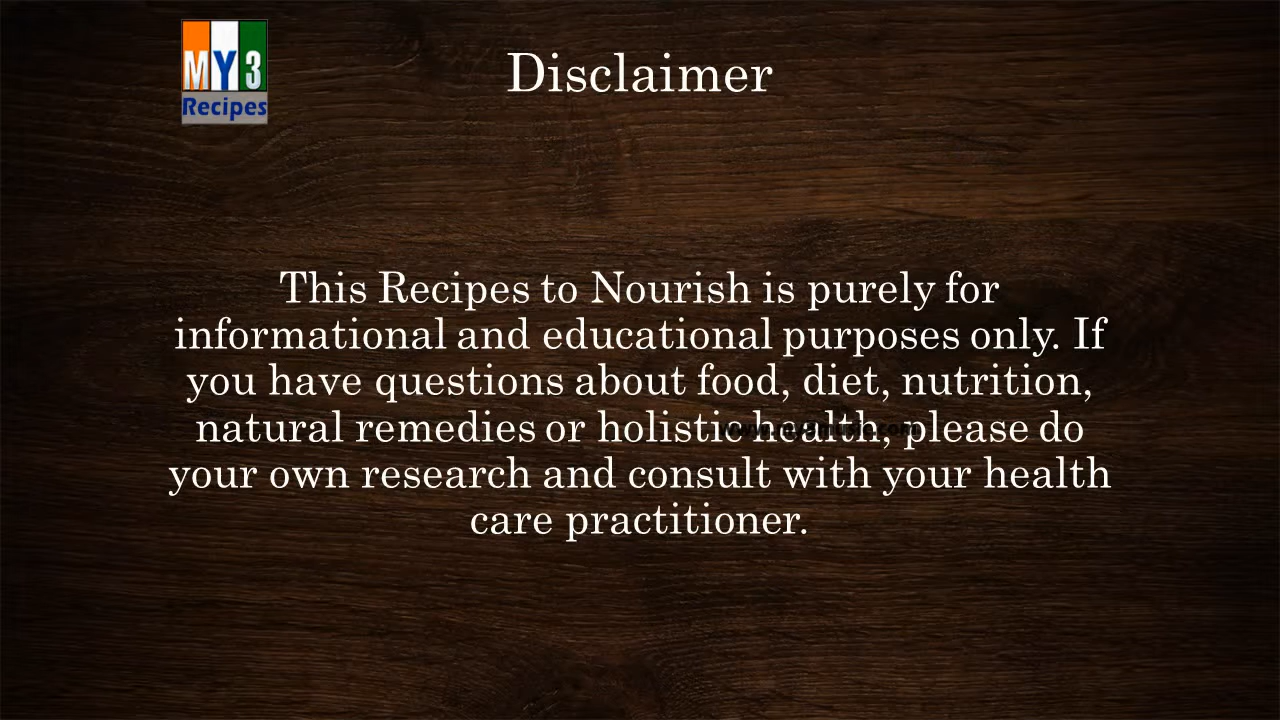 MY3
Recipes
Disclaimer
This Recipes to Nourish is purely for
informational and educational purposes only. If
you have questions about food, diet, nutrition,
natural remedies or holistic health, please do
your own research and consult with your health
care practitioner.